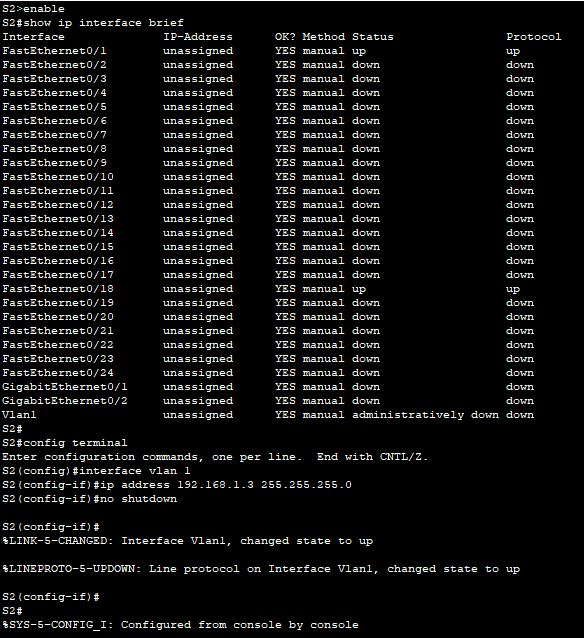 S2>enable
S2#show ip interface brief
Interface              IP-Address      OK? Method Status                Protocol
FastEthernet0/1        unassigned      YES manual up                    up
FastEthernet0/2        unassigned      YES manual down                  down
FastEthernet0/3        unassigned      YES manual down                  down
FastEthernet0/4        unassigned      YES manual down                  down
FastEthernet0/5        unassigned      YES manual down                  down
FastEthernet0/6        unassigned      YES manual down                  down
FastEthernet0/7        unassigned      YES manual down                  down
FastEthernet0/8        unassigned      YES manual down                  down
FastEthernet0/9        unassigned      YES manual down                  down
FastEthernet0/10       unassigned      YES manual down                  down
FastEthernet0/11       unassigned      YES manual down                  down
FastEthernet0/12       unassigned      YES manual down                  down
FastEthernet0/13       unassigned      YES manual down                  down
FastEthernet0/14       unassigned      YES manual down                  down
FastEthernet0/15       unassigned      YES manual down                  down
FastEthernet0/16       unassigned      YES manual down                  down
FastEthernet0/17       unassigned      YES manual down                  down
FastEthernet0/18       unassigned      YES manual up                    up
FastEthernet0/19       unassigned      YES manual down                  down
FastEthernet0/20       unassigned      YES manual down                  down
FastEthernet0/21       unassigned      YES manual down                  down
FastEthernet0/22       unassigned      YES manual down                  down
FastEthernet0/23       unassigned      YES manual down                  down
FastEthernet0/24       unassigned      YES manual down                  down
GigabitEthernet0/1     unassigned      YES manual down                  down
GigabitEthernet0/2     unassigned      YES manual down                  down
Vlan1                  unassigned      YES manual administratively down down
S2#
S2#config terminal
Enter configuration commands, one per line.  End with CNTL/Z.
S2(config)#interface vlan 1
S2(config-if)#ip address 192.168.1.3 255.255.255.0
S2(config-if)#no shutdown
S2(config-if)#
%LINK-5-CHANGED: Interface Vlan1, changed state to up
%LINEPROTO-5-UPDOWN: Line protocol on Interface Vlan1, changed state to up
S2(config-if)#
S2#
%SYS-5-CONFIG_I: Configured from console by console